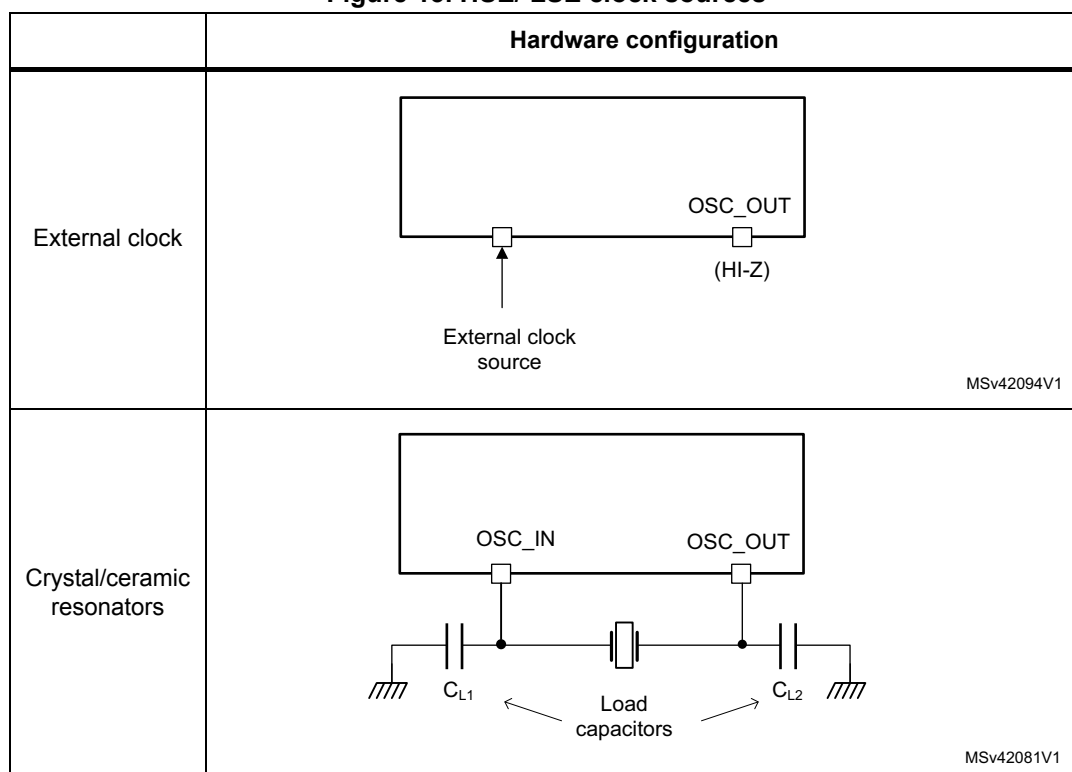 Hardware configuration
External clock
OSC_OUT
(HI-Z)
External clock
source
MSv42094V1
Crystal/ceramic
resonators
OSC_IN
OSC_OUT
CL1
Load
capacitors
CL2
MSv42081V1